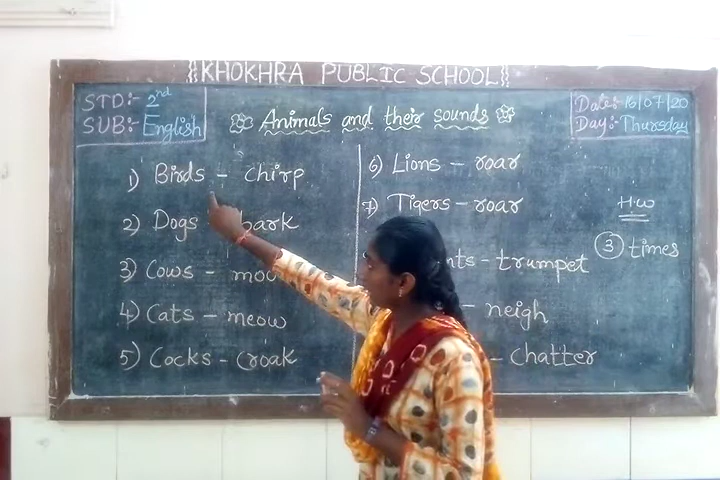 KHOKHRA PUBLIC SCHOOL
STD:- 2nd
SUB:- English
Animals and their sounds
Date:- 16/07/20
Day:- Thursday
1) Birds - chirp
2) Dogs bark
3) Cows - moo
4) Cats - meow
5) Cocks - croak
6) Lions - roar
7) Tigers - roar
nts - trumpet
- neigh
- chatter
H.W
3 times